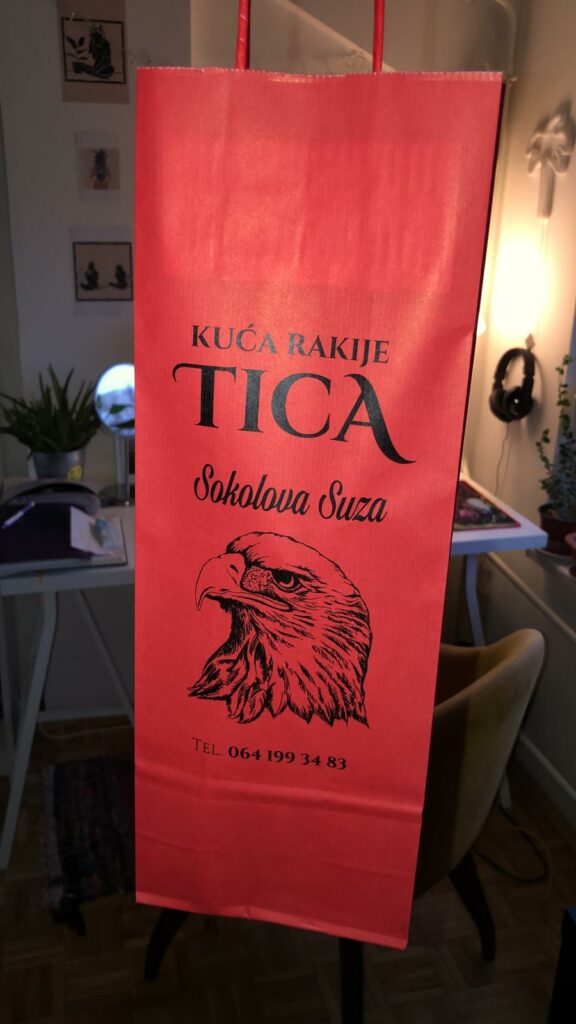 KUĆA RAKIJE
TICA
Sokolova Suza
TEL. 064 199 34 83